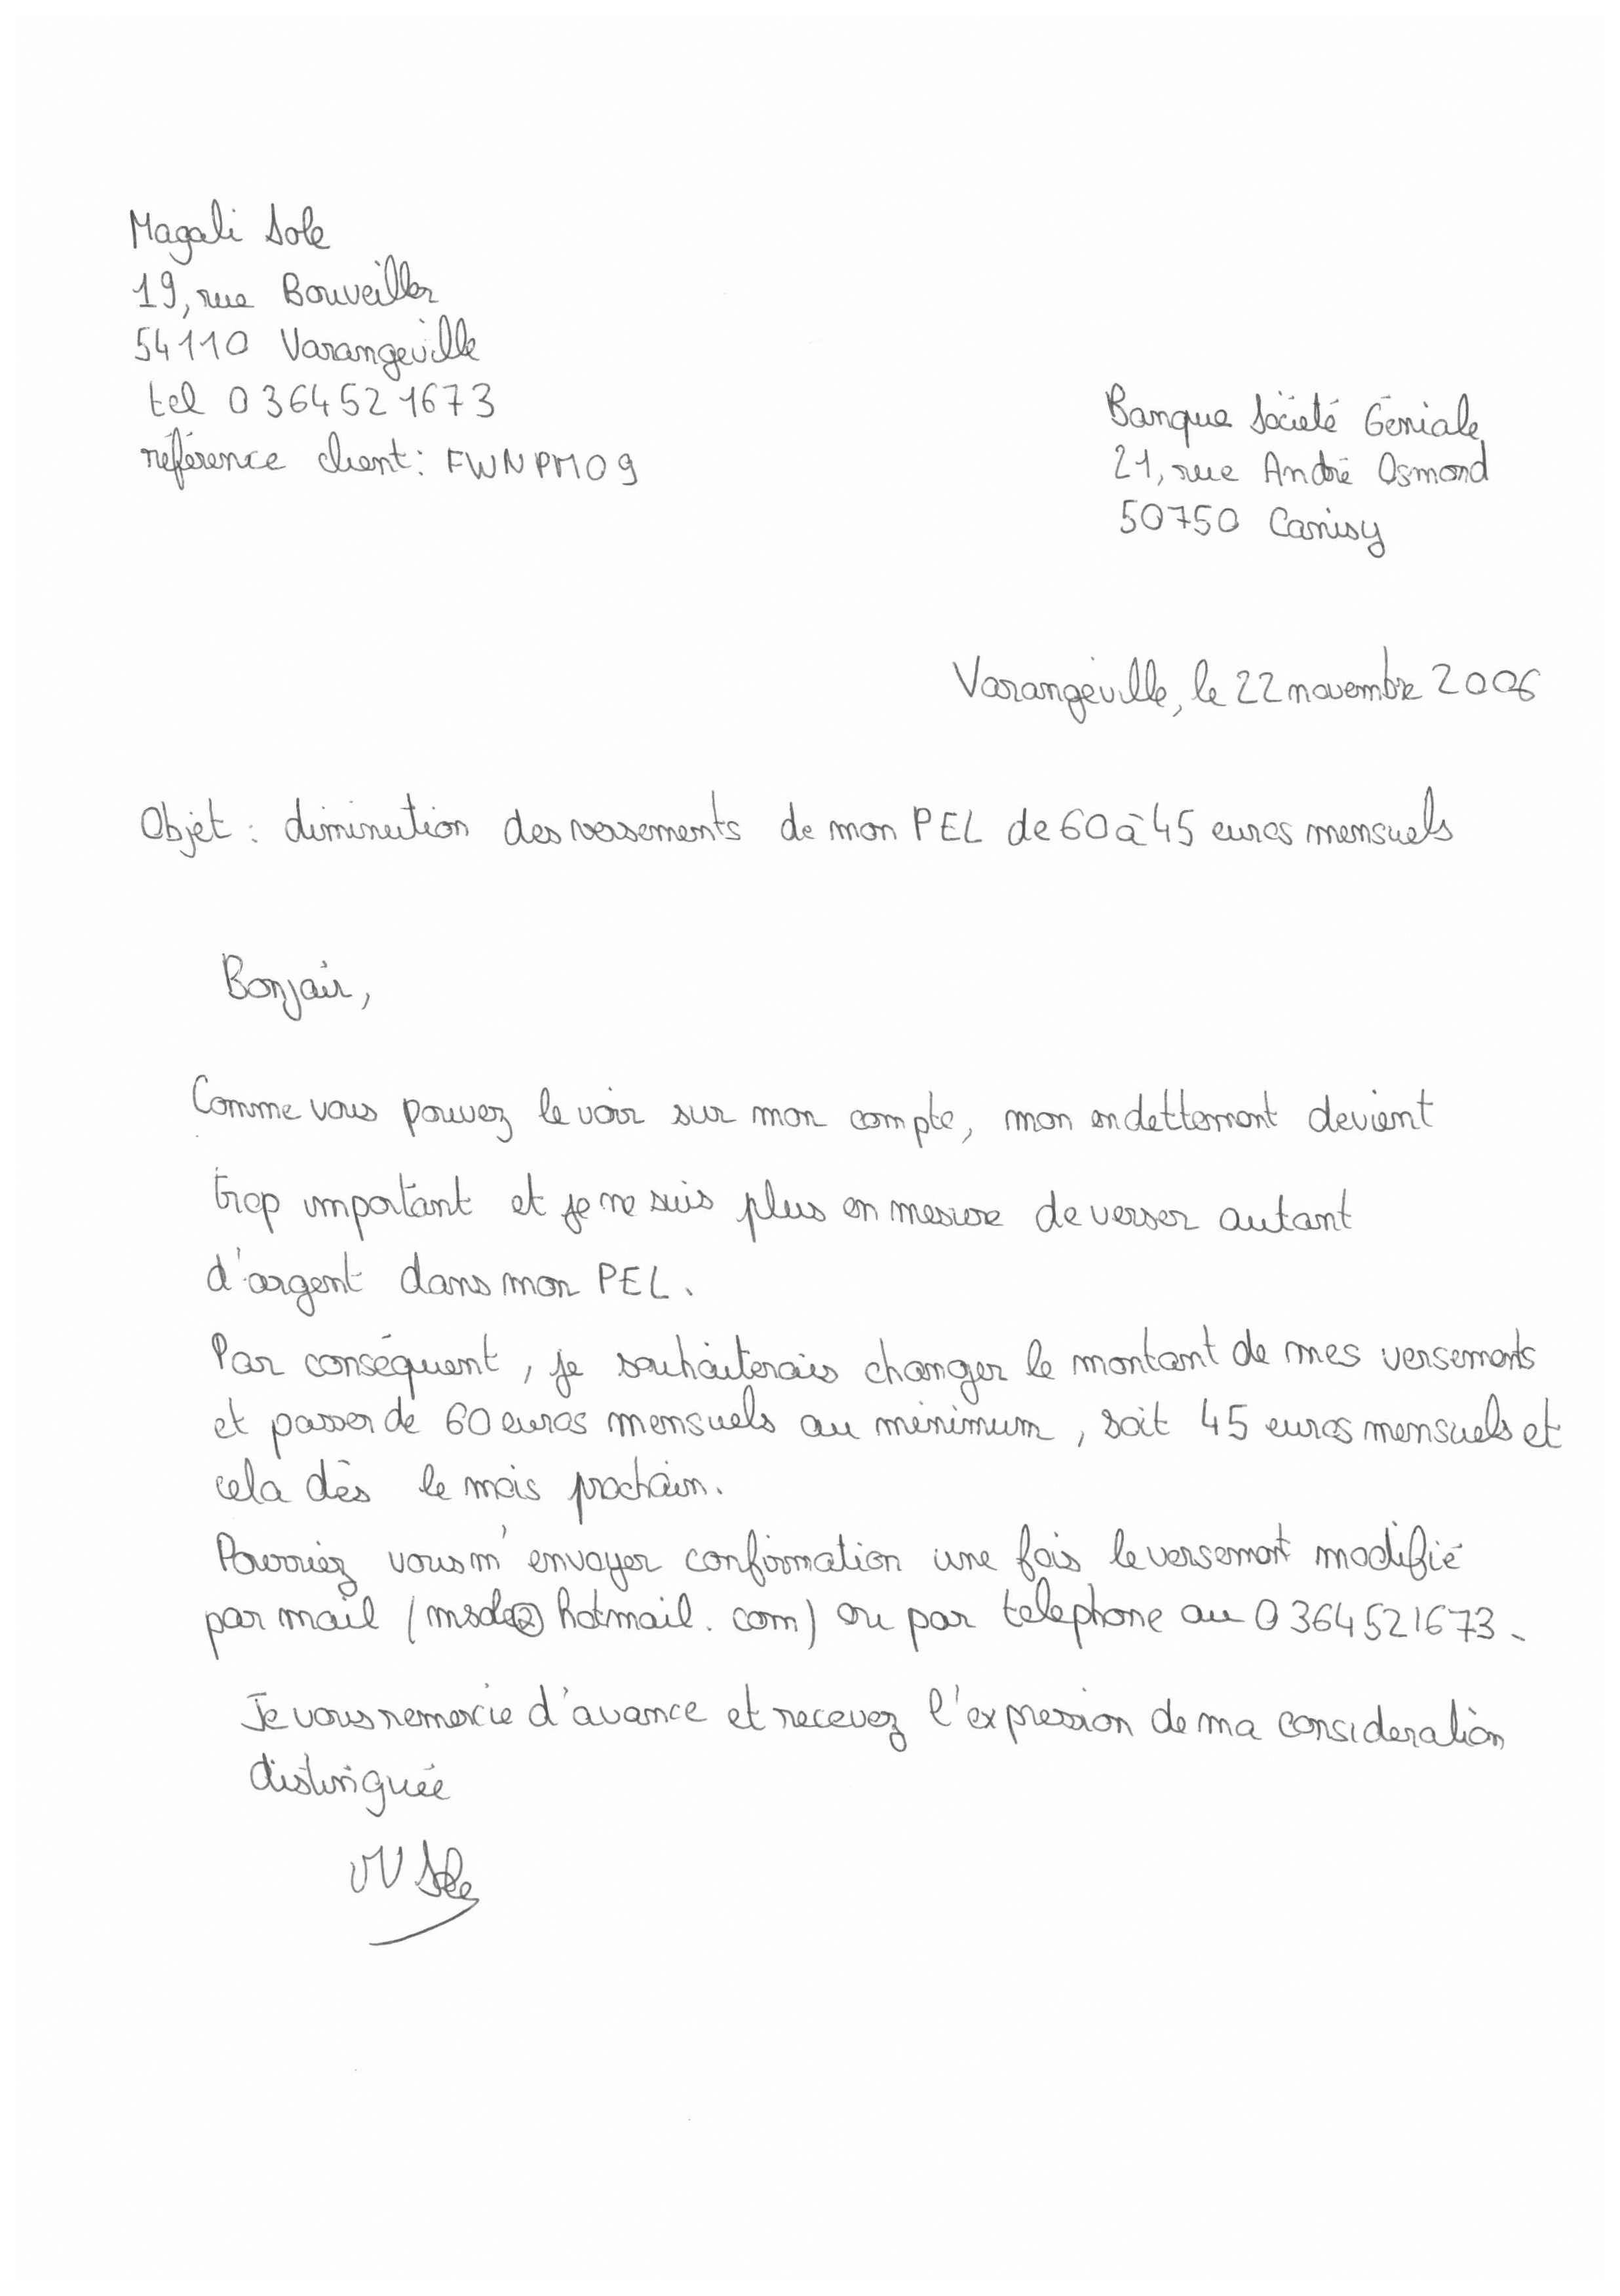 Magali Sole
19, rue Bouveiller
54110 Varangeville
tel 0364521673
référence client : FWNPM09
Banque Société Géniale
21, rue André Osmond
50750 Canisy
Varangéville, le 22 novembre 2006
Objet : diminution des versements de mon PEL de 60 à 45 euros mensuels
Bonjour,
Comme vous pouvez le voir sur mon compte, mon endettement devient
trop important et je ne suis plus en mesure de verser autant
d'argent dans mon PEL.
Par conséquent, je souhaiterais changer le montant de mes versements
et passer de 60 euros mensuels au minimum, soit 45 euros mensuels et
cela dès le mois prochain.
Pourriez vous m'envoyer confirmation une fois le versement modifié
par mail (@hotmail.com) ou par telephone au 0364521673.
Je vous remercie d'avance et recevez l'expression de ma consideration
distinguée
Sole